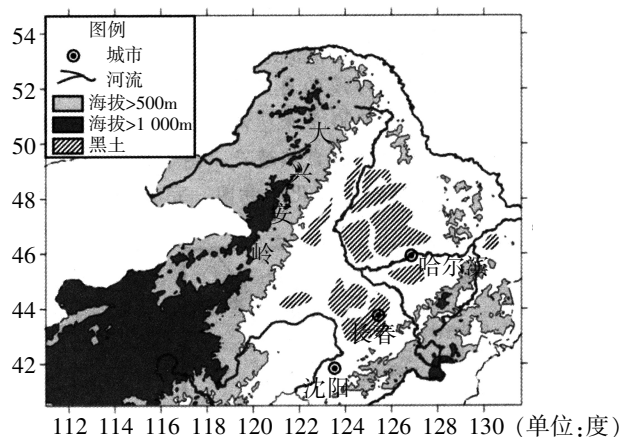 图例
城市
河流
海拔>500m
海拔>1 000m
黑土
54
52
50
48
46
44
42
大
兴
安
岭
哈尔滨
长春
沈阳
112 114 116 118 120 122 124 126 128 130 (单位:度)